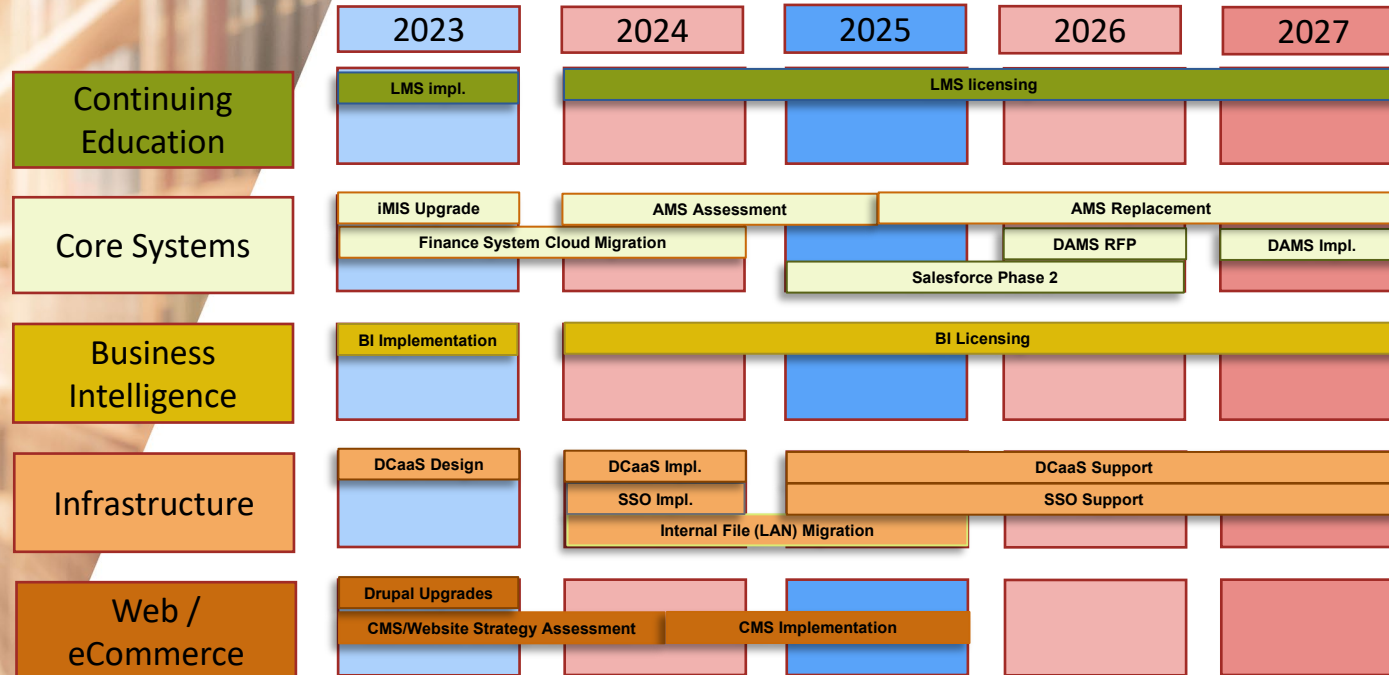 2023 2024 2025 2026 2027
Continuing
Education
LMS impl. LMS licensing
Core Systems
iMIS Upgrade AMS Assessment AMS Replacement
Finance System Cloud Migration DAMS RFP DAMS Impl.
Salesforce Phase 2
Business
Intelligence
BI Implementation BI Licensing
Infrastructure
DCaaS Design DCaaS Impl. DCaaS Support
SSO Impl. SSO Support
Internal File (LAN) Migration
Web /
eCommerce
Drupal Upgrades
CMS/Website Strategy Assessment CMS Implementation